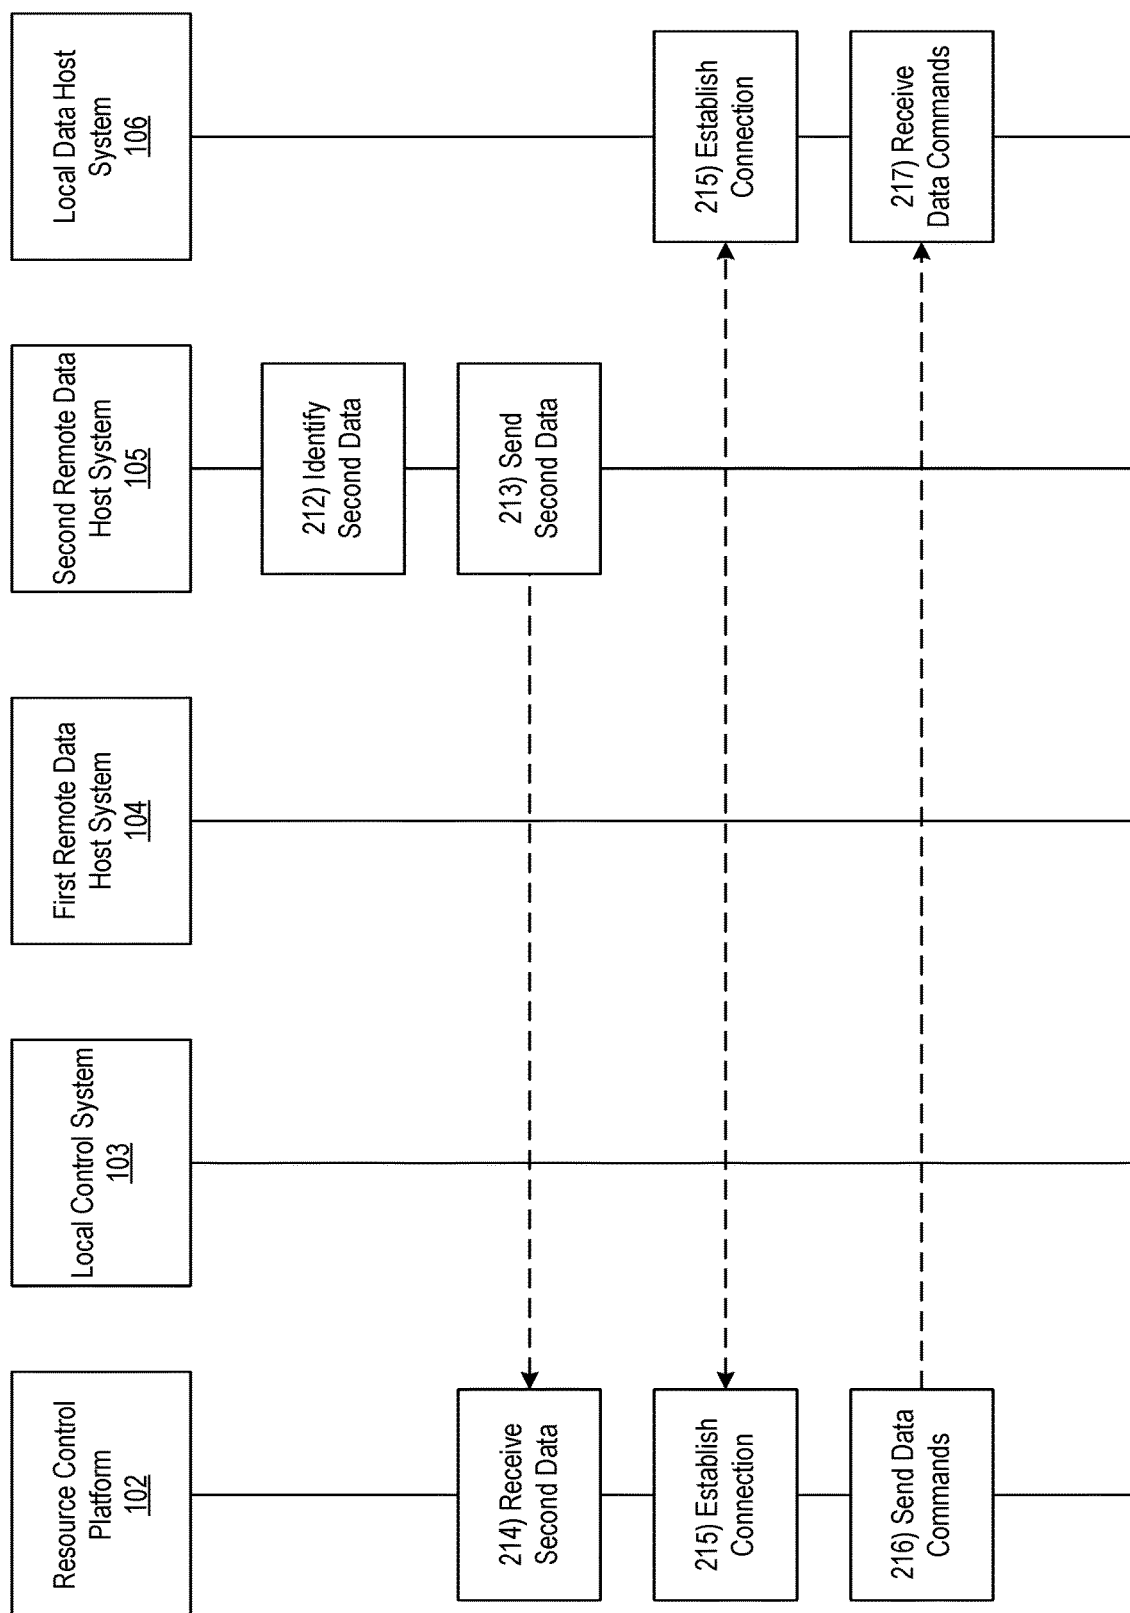 Resource Control
Platform
102
Local Control System
103
First Remote Data
Host System
104
Second Remote Data
Host System
105
Local Data Host
System
106
212) Identify
Second Data
214) Receive
Second Data
213) Send
Second Data
215) Establish
Connection
215) Establish
Connection
216) Send Data
Commands
217) Receive
Data Commands